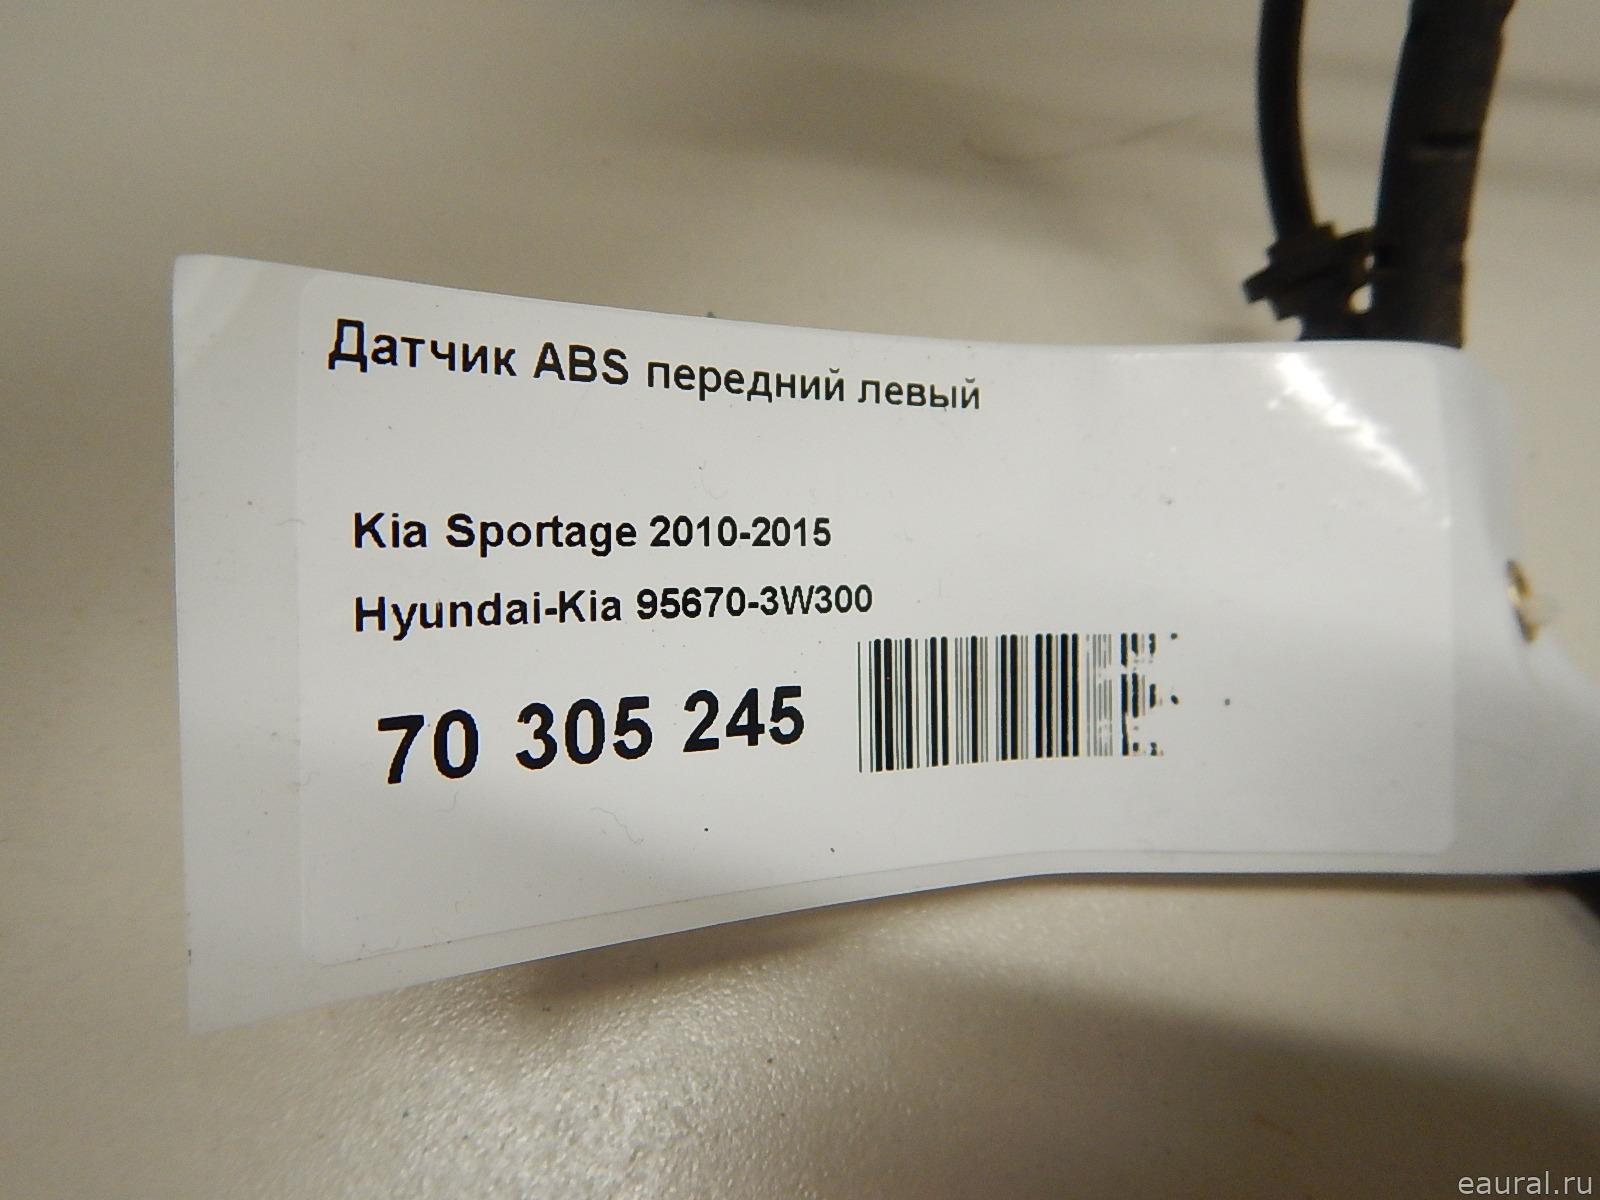 Датчик ABS передний левый
Kia Sportage 2010-2015
Hyundai-Kia 95670-3W300
70 305 245
eaural.ru